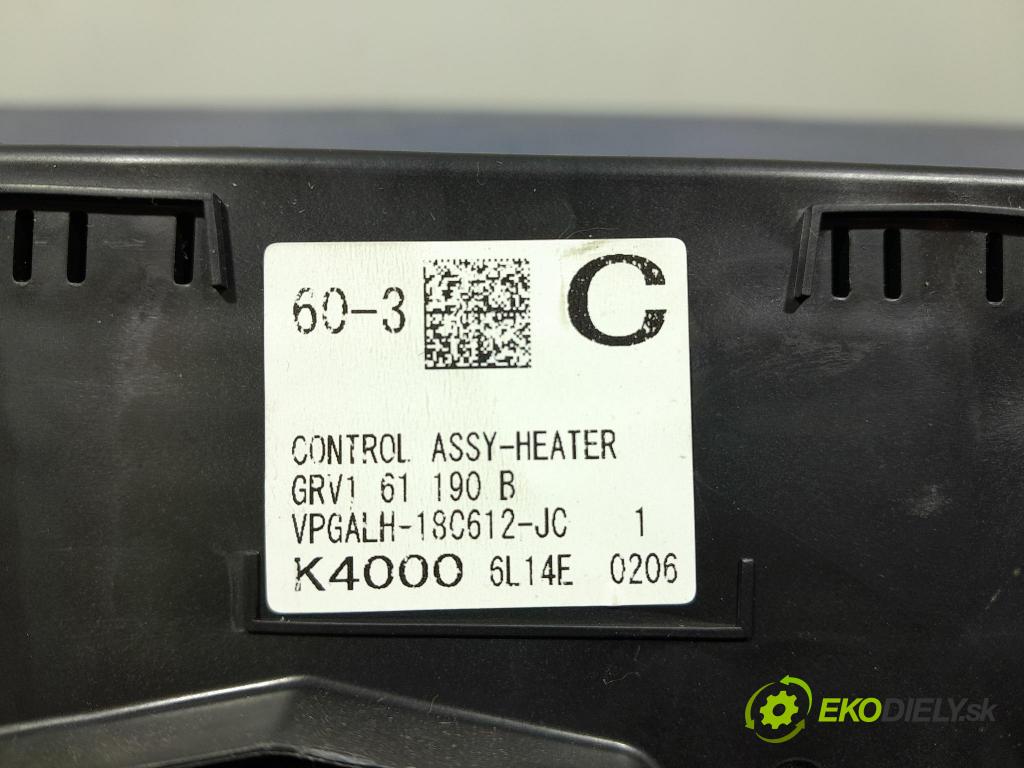 60-3 C
CONTROL ASSY-HEATER
GRV1 61 190 B
VPGALH-18C612-JC 1
K4000 6L14E 0206
EKODIELY.sk